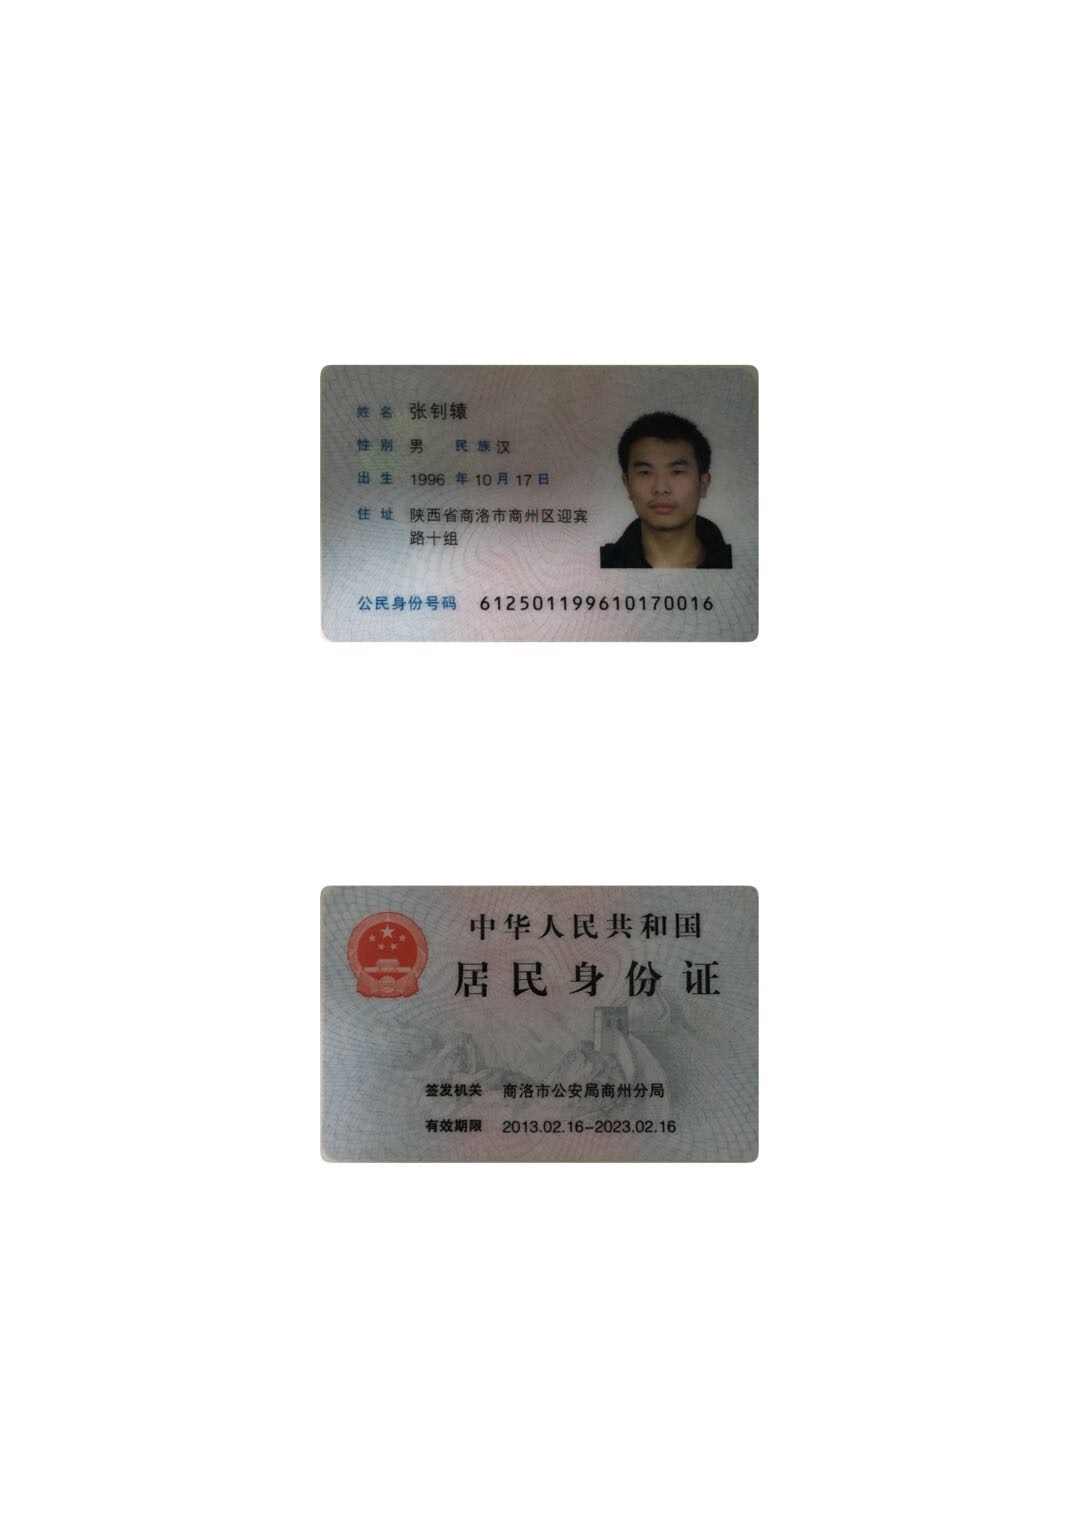 姓名 张钊辕
性别 男 民族 汉
出生 1996 年 10 月 17 日
住址 陕西省商洛市商州区迎宾
路十组
公民身份号码 612501199610170016
中华人民共和国
居民身份证
签发机关 商洛市公安局商州分局
有效期限 2013.02.16-2023.02.16